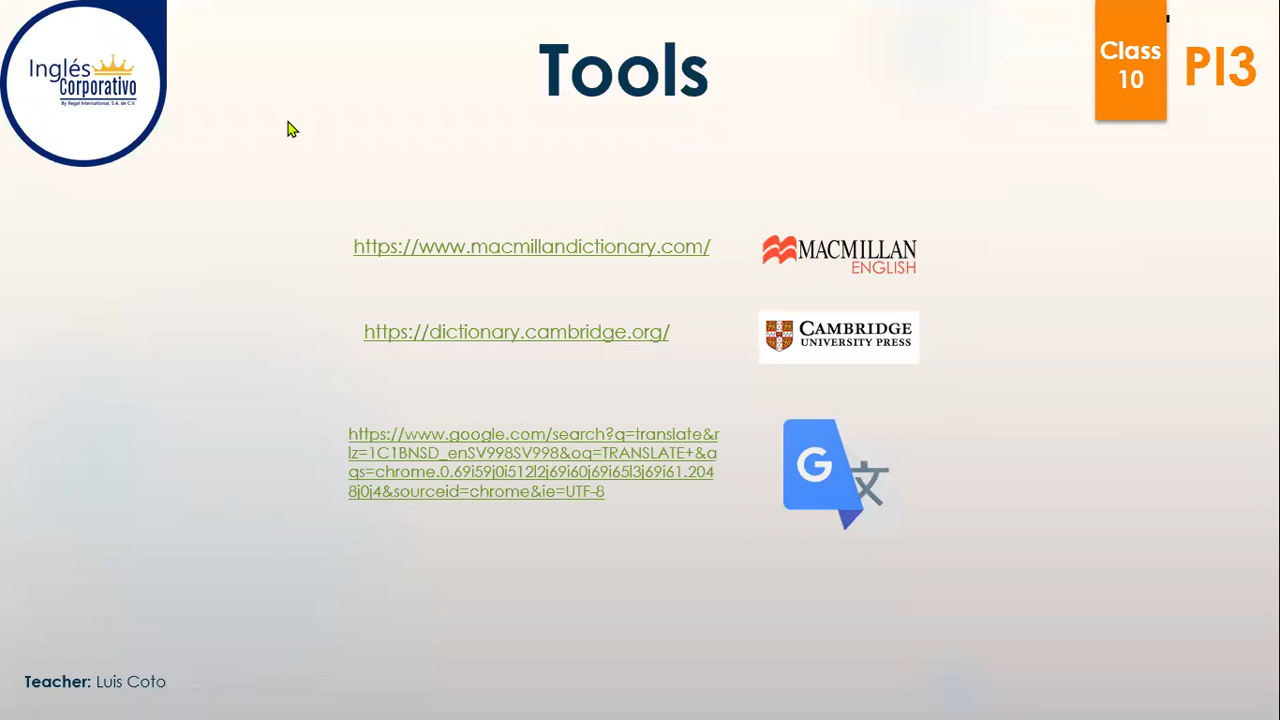 Inglés
Corporativo
By Regal International, S.A. de C.V.
Tools
Class
10
PI3
https://www.macmillandictionary.com/
MACMILLAN
ENGLISH
https://dictionary.cambridge.org/
CAMBRIDGE
UNIVERSITY PRESS
https://www.google.com/search?q=translate&r
lz=1C1BNSD_enSV998SV998&oq=TRANSLATE+&a
qs=chrome.0.69i59j0i512l2j69i60j69i65l3j69i61.204
8j0j4&sourceid=chrome&ie=UTF-8
G
文
Teacher: Luis Coto